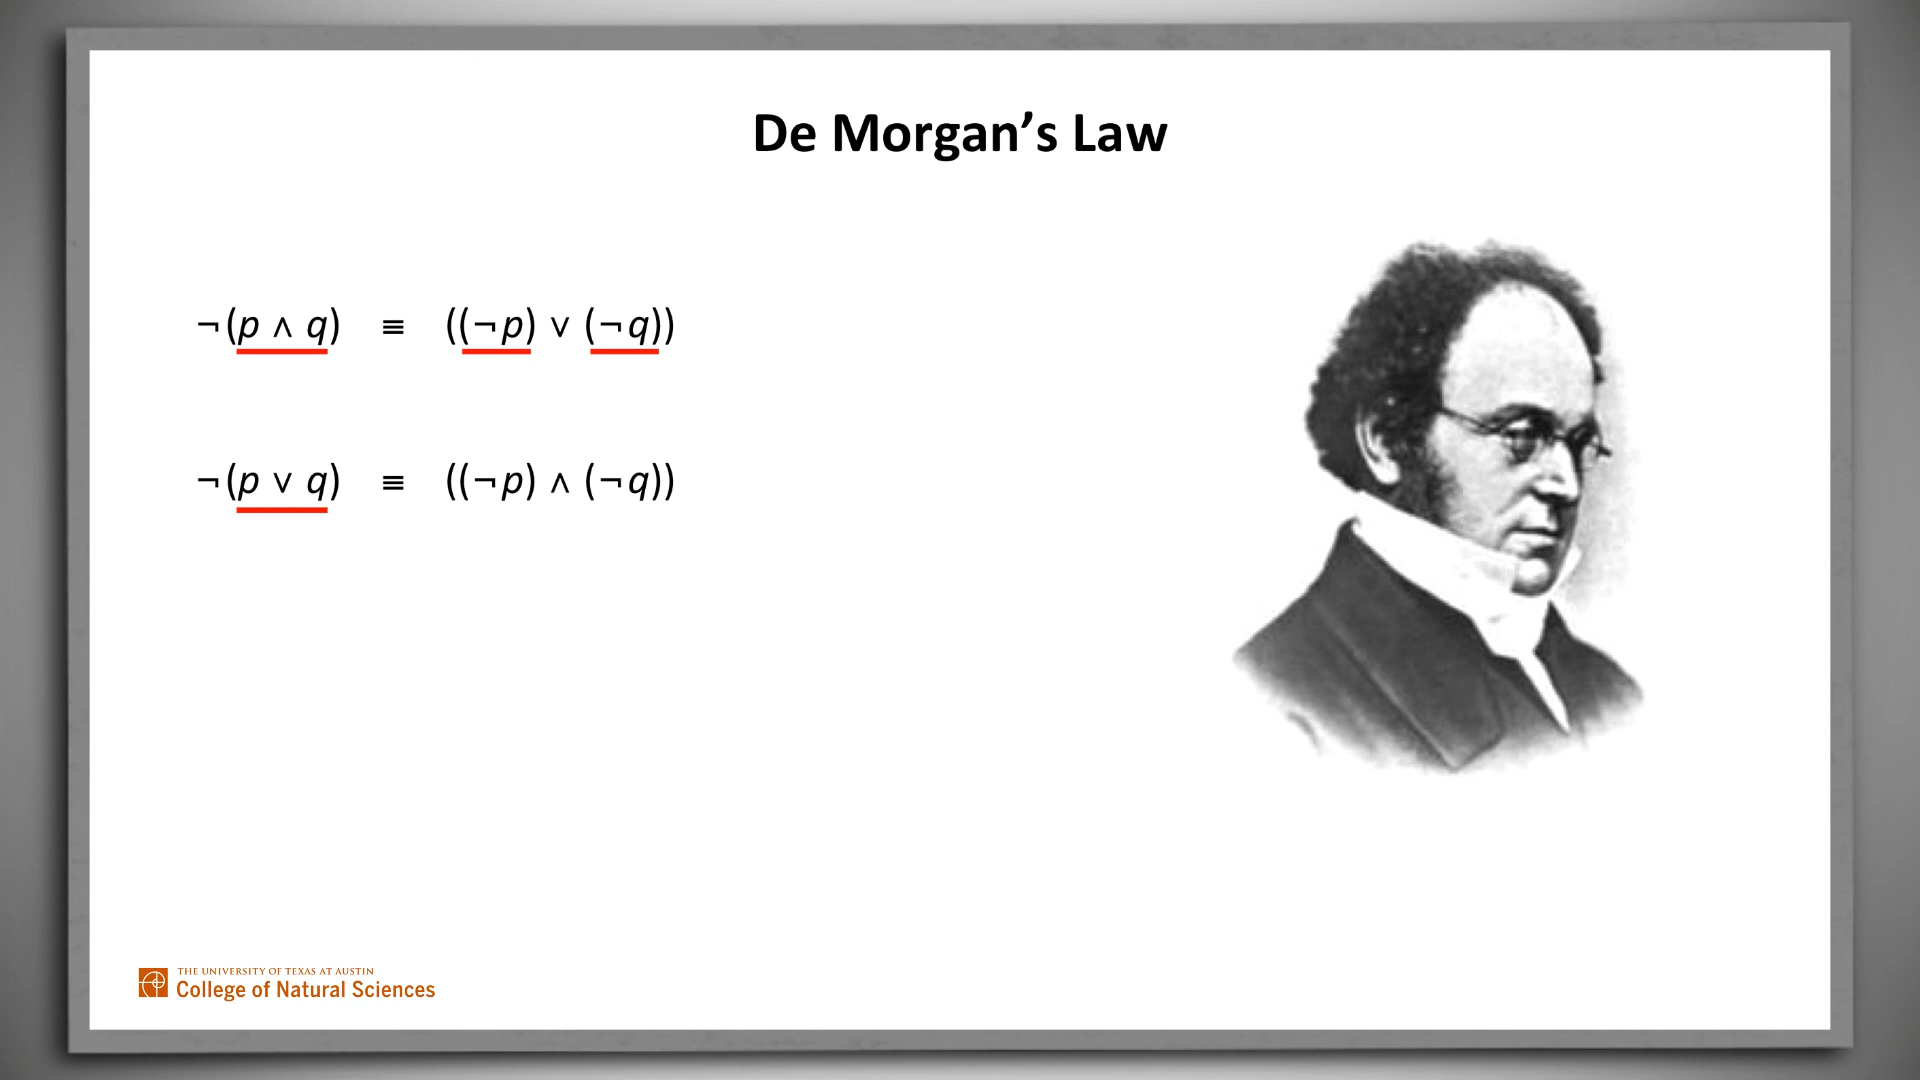 De Morgan’s Law
¬(p ∧ q) ≡ ((¬p) ∨ (¬q))
¬(p ∨ q) ≡ ((¬p) ∧ (¬q))
THE UNIVERSITY OF TEXAS AT AUSTIN
College of Natural Sciences